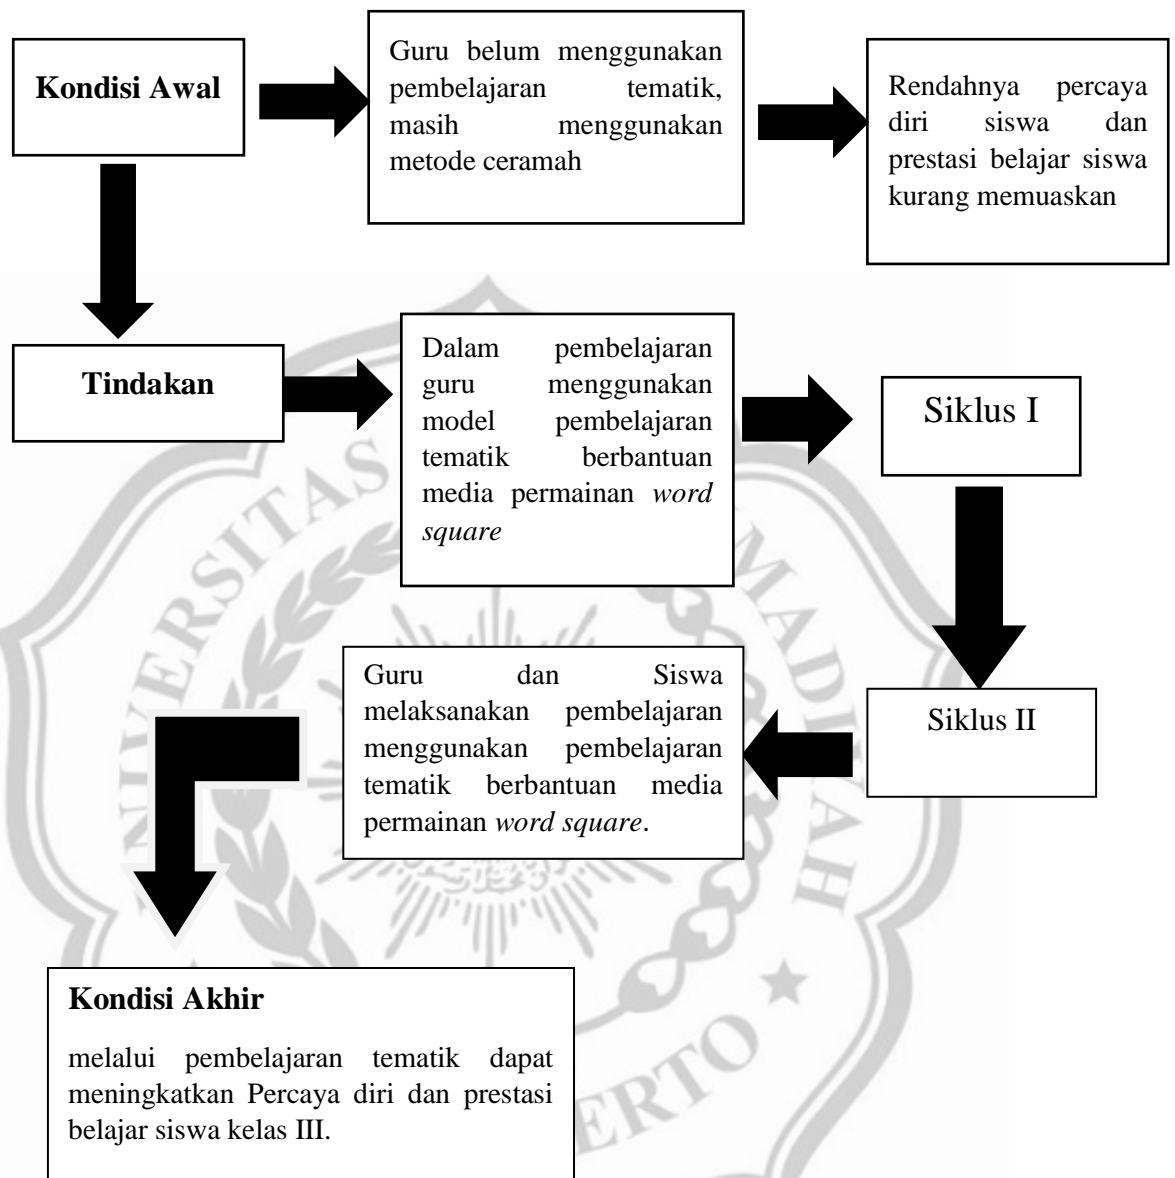 Kondisi Awal
Guru belum menggunakan
pembelajaran tematik,
masih menggunakan
metode ceramah
Rendahnya percaya
diri siswa dan
prestasi belajar siswa
kurang memuaskan
Tindakan
Dalam pembelajaran
guru menggunakan
model pembelajaran
tematik berbantuan
media permainan word
square
Siklus I
Siklus II
Guru dan Siswa
melaksanakan pembelajaran
menggunakan pembelajaran
tematik berbantuan media
permainan word square.
Kondisi Akhir
melalui pembelajaran tematik dapat
meningkatkan Percaya diri dan prestasi
belajar siswa kelas III.